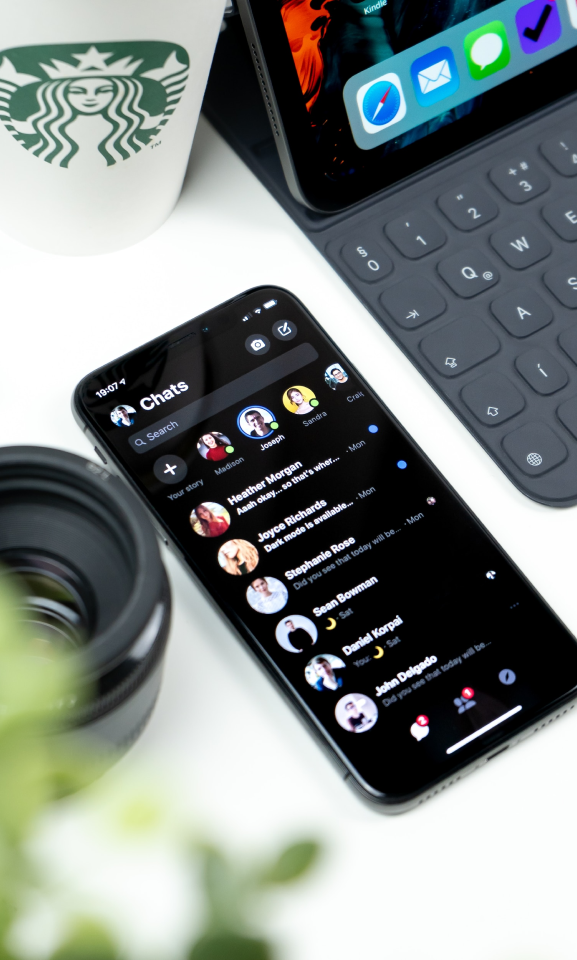 TM
Kindle
§
0
'
1
"
2
+
*
#
3
!
4
Q @
W
E
A
S
Í
19:07
Chats
Search
Your story
Madison
Joseph
Sandra
Craig
Heather Morgan
Aaah okay... so that's wher... · Mon
Joyce Richards
Dark mode is available... · Mon
Stephanie Rose
Did you see that today will be... · Mon
Sean Bowman
🌙 · Sat
Daniel Korpai
You: 🌙 · Sat
John Delgado
Did you see that today will be...
2
1